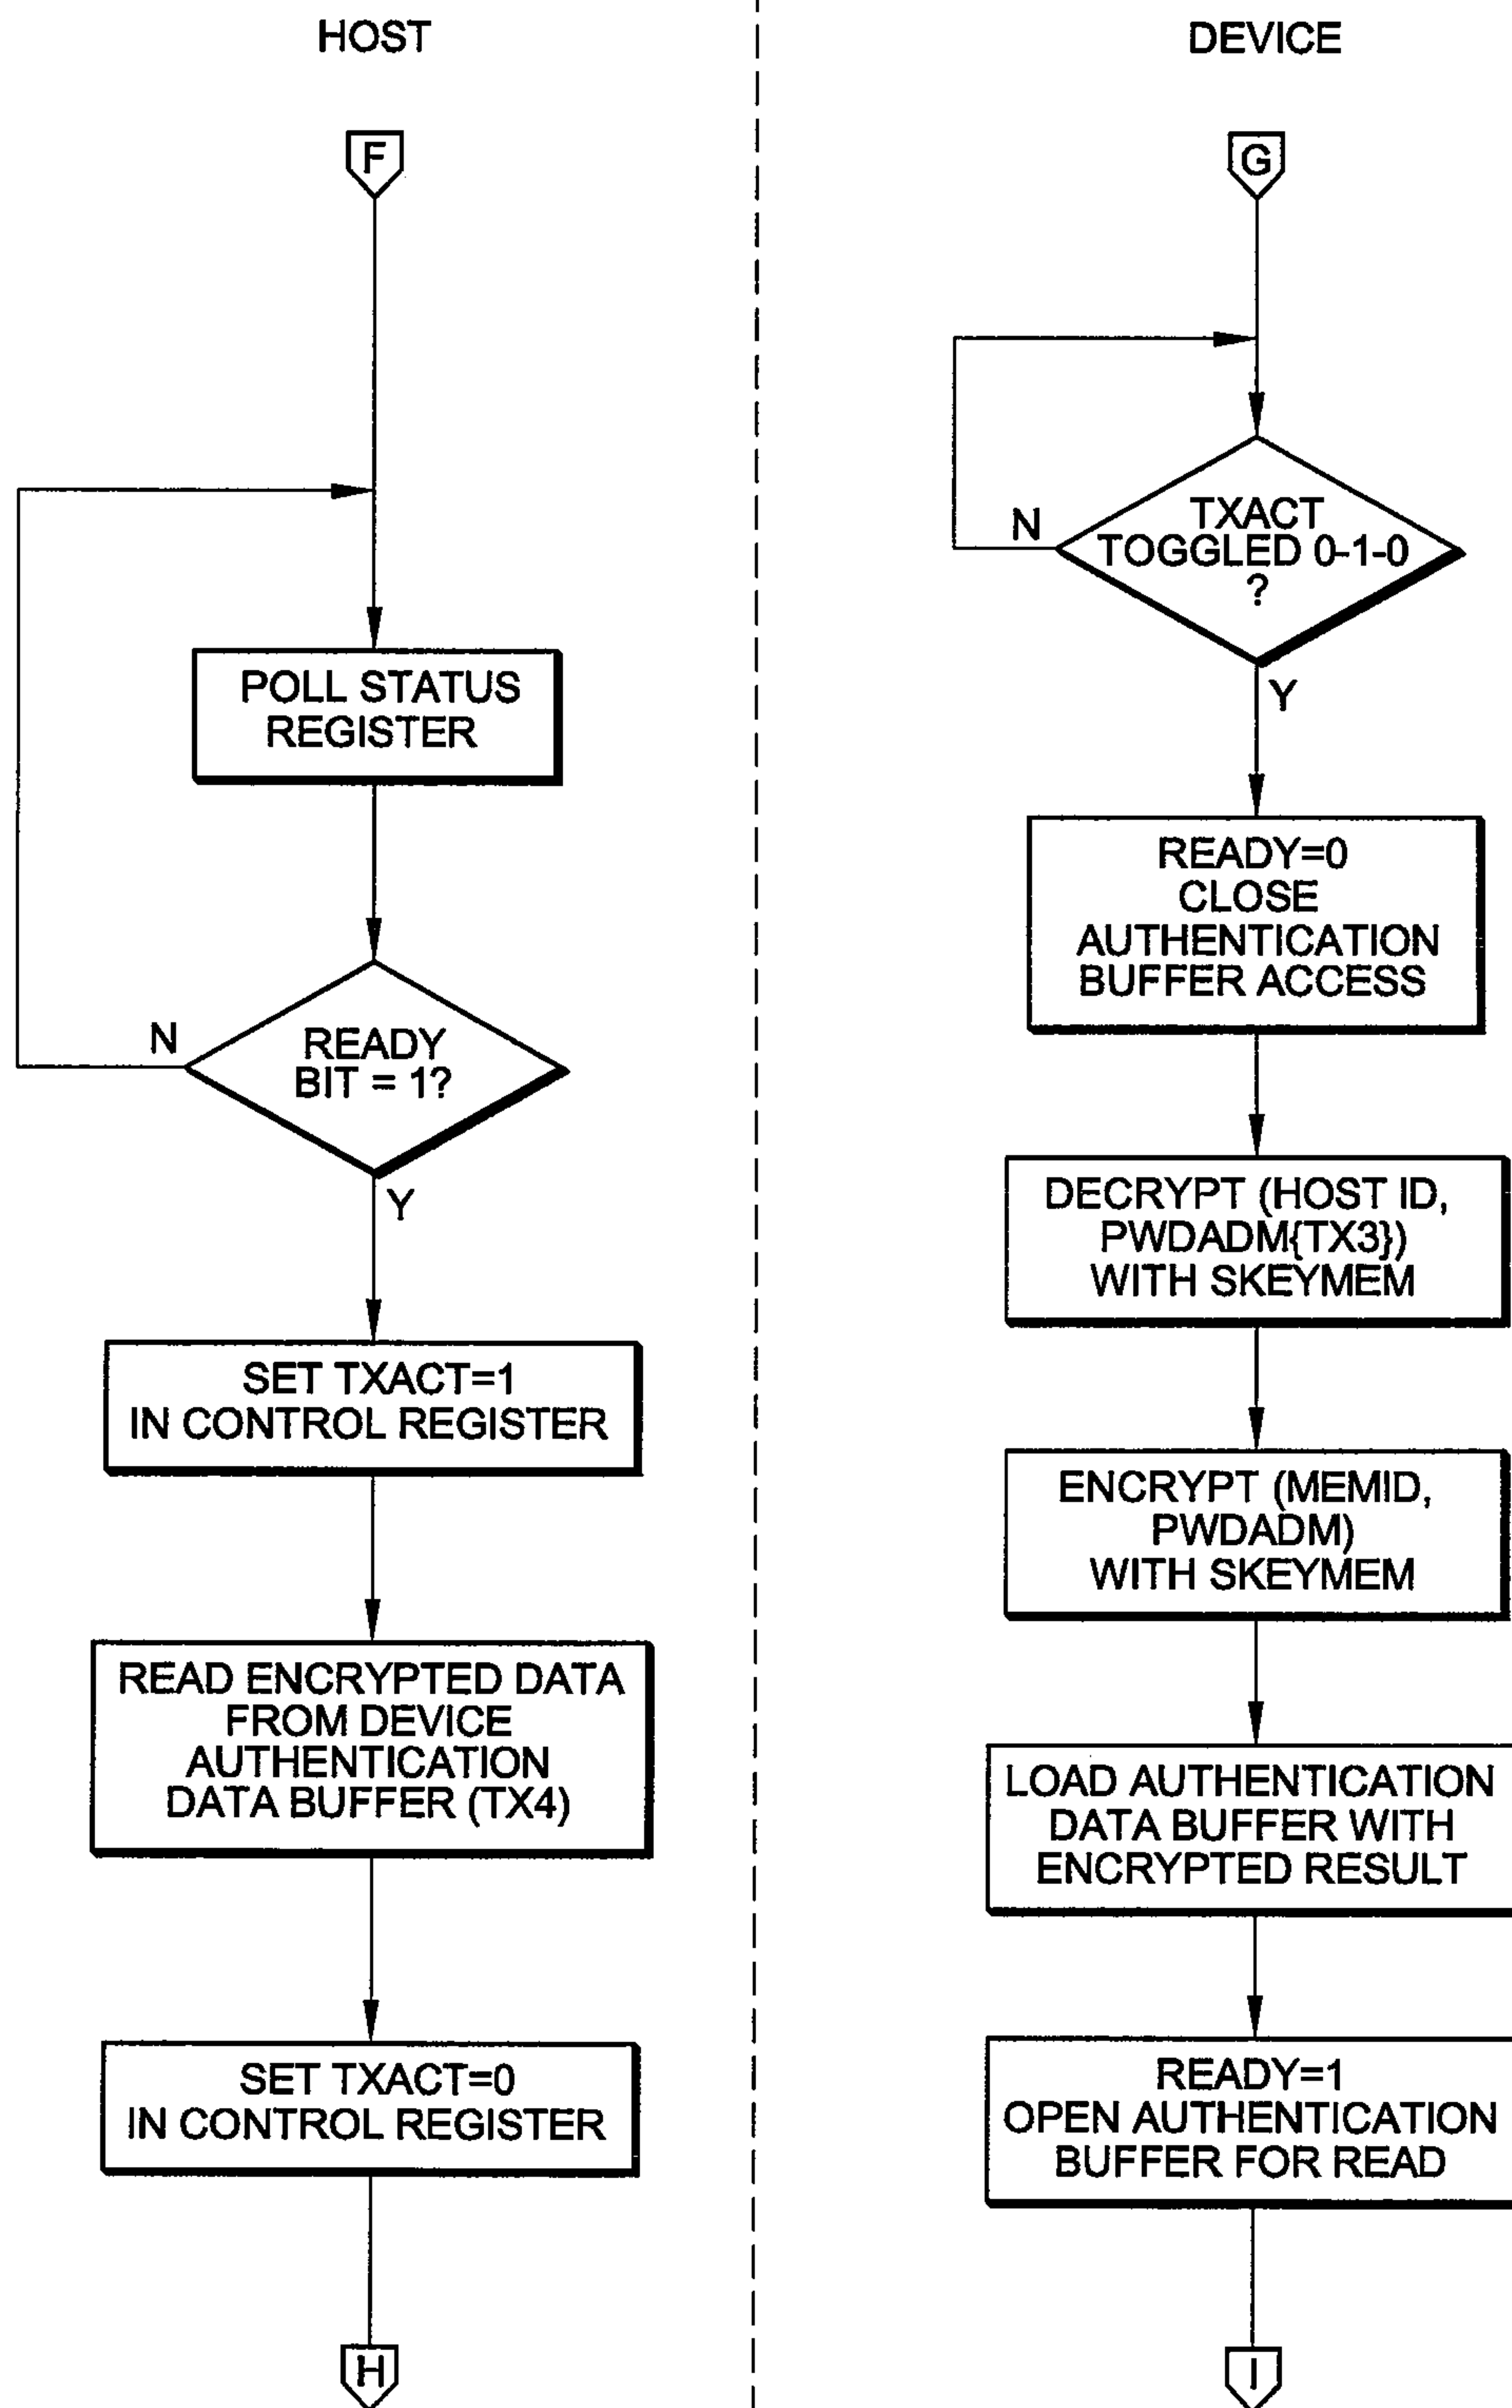 HOST
F
POLL STATUS
REGISTER
N
READY
BIT = 1?
Y
SET TXACT=1
IN CONTROL REGISTER
READ ENCRYPTED DATA
FROM DEVICE
AUTHENTICATION
DATA BUFFER (TX4)
SET TXACT=0
IN CONTROL REGISTER
H
DEVICE
G
N
TXACT
TOGGLED 0-1-0
?
Y
READY=0
CLOSE
AUTHENTICATION
BUFFER ACCESS
DECRYPT (HOST ID,
PWDADM{TX3})
WITH SKEYMEM
ENCRYPT (MEMID,
PWDADM)
WITH SKEYMEM
LOAD AUTHENTICATION
DATA BUFFER WITH
ENCRYPTED RESULT
READY=1
OPEN AUTHENTICATION
BUFFER FOR READ
I